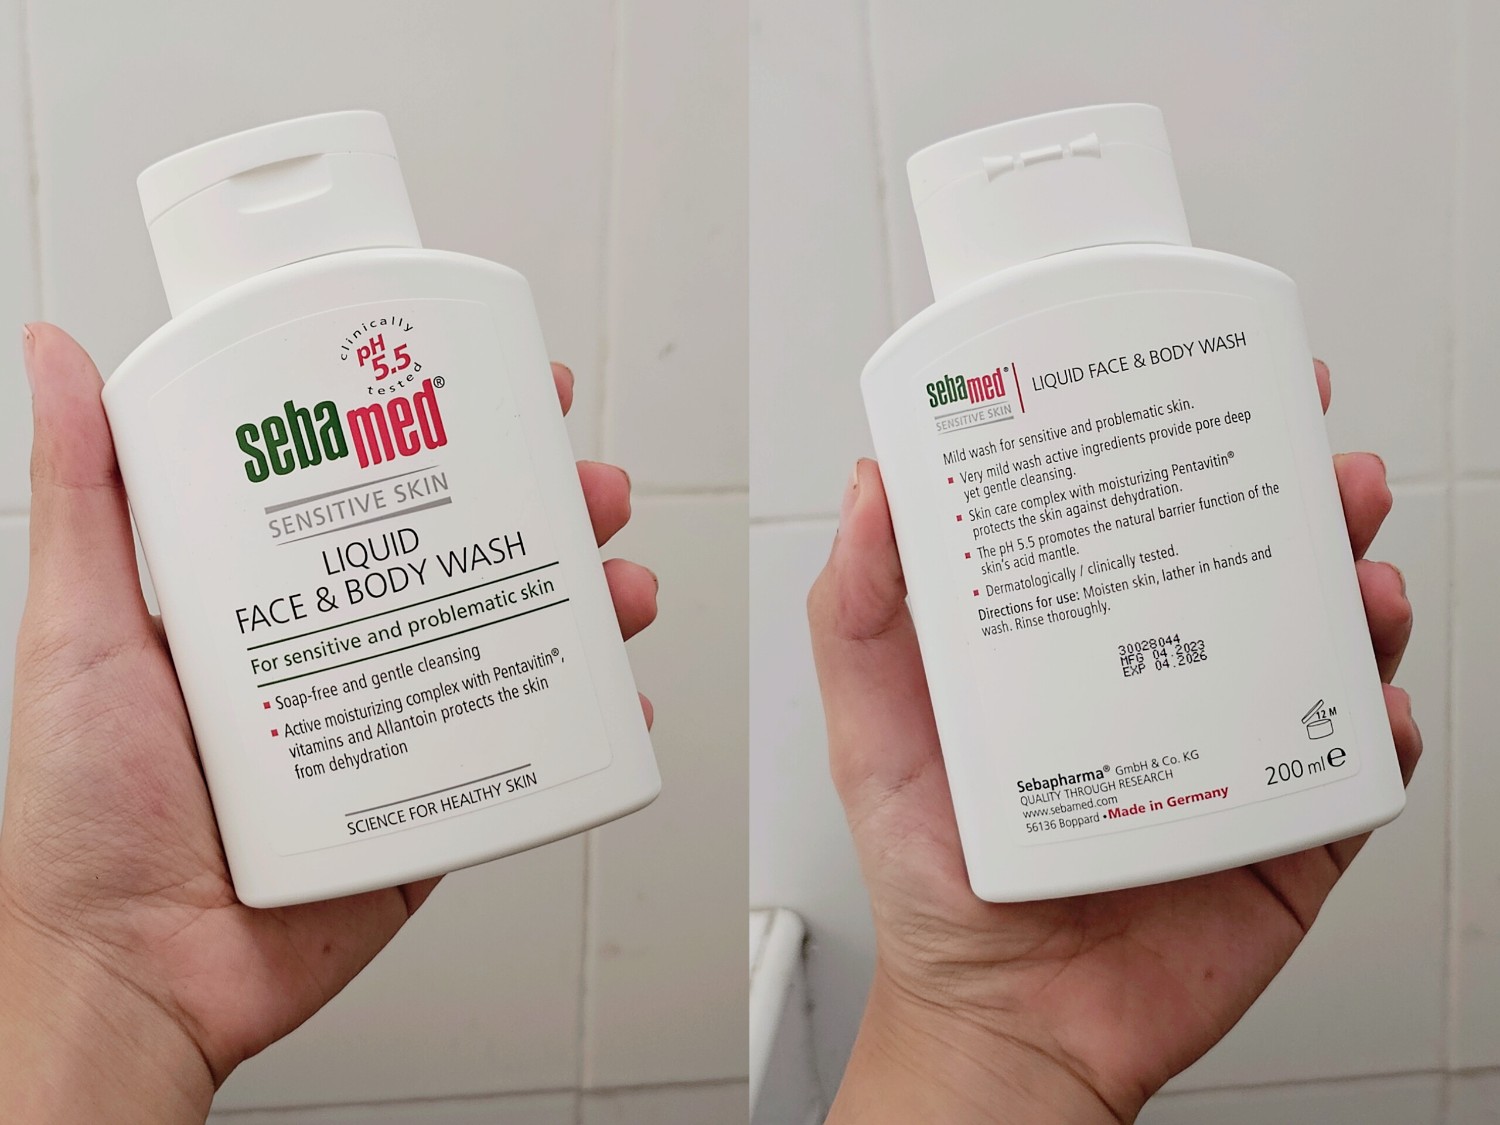 clinically
pH
5.5
tested
sebamed®
SENSITIVE SKIN
LIQUID
FACE & BODY WASH
For sensitive and problematic skin
▪ Soap-free and gentle cleansing
▪ Active moisturizing complex with Pentavitin®,
vitamins and Allantoin protects the skin
from dehydration
SCIENCE FOR HEALTHY SKIN
sebamed® | LIQUID FACE & BODY WASH
SENSITIVE SKIN
Mild wash for sensitive and problematic skin.
▪ Very mild wash active ingredients provide pore deep
yet gentle cleansing.
▪ Skin care complex with moisturizing Pentavitin®
protects the skin against dehydration.
▪ The pH 5.5 promotes the natural barrier function of the
skin's acid mantle.
▪ Dermatologically / clinically tested.
Directions for use: Moisten skin, lather in hands and
wash. Rinse thoroughly.
30028044
MFG 04.2023
EXP 04.2026
12 M
Sebapharma® GmbH & Co. KG
QUALITY THROUGH RESEARCH
www.sebamed.com
56136 Boppard • Made in Germany
200 ml ℮